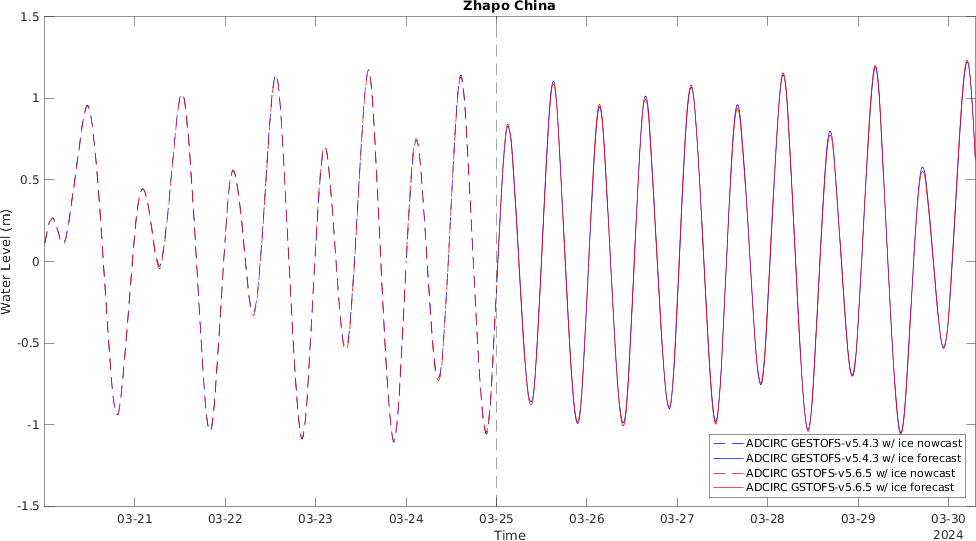 Zhapo China
1.5
1
0.5
0
-0.5
-1
-1.5
Water Level (m)
03-21
03-22
03-23
03-24
03-25
03-26
03-27
03-28
03-29
03-30
Time
2024
ADCIRC GESTOFS-v5.4.3 w/ ice nowcast
ADCIRC GESTOFS-v5.4.3 w/ ice forecast
ADCIRC GSTOFS-v5.6.5 w/ ice nowcast
ADCIRC GSTOFS-v5.6.5 w/ ice forecast